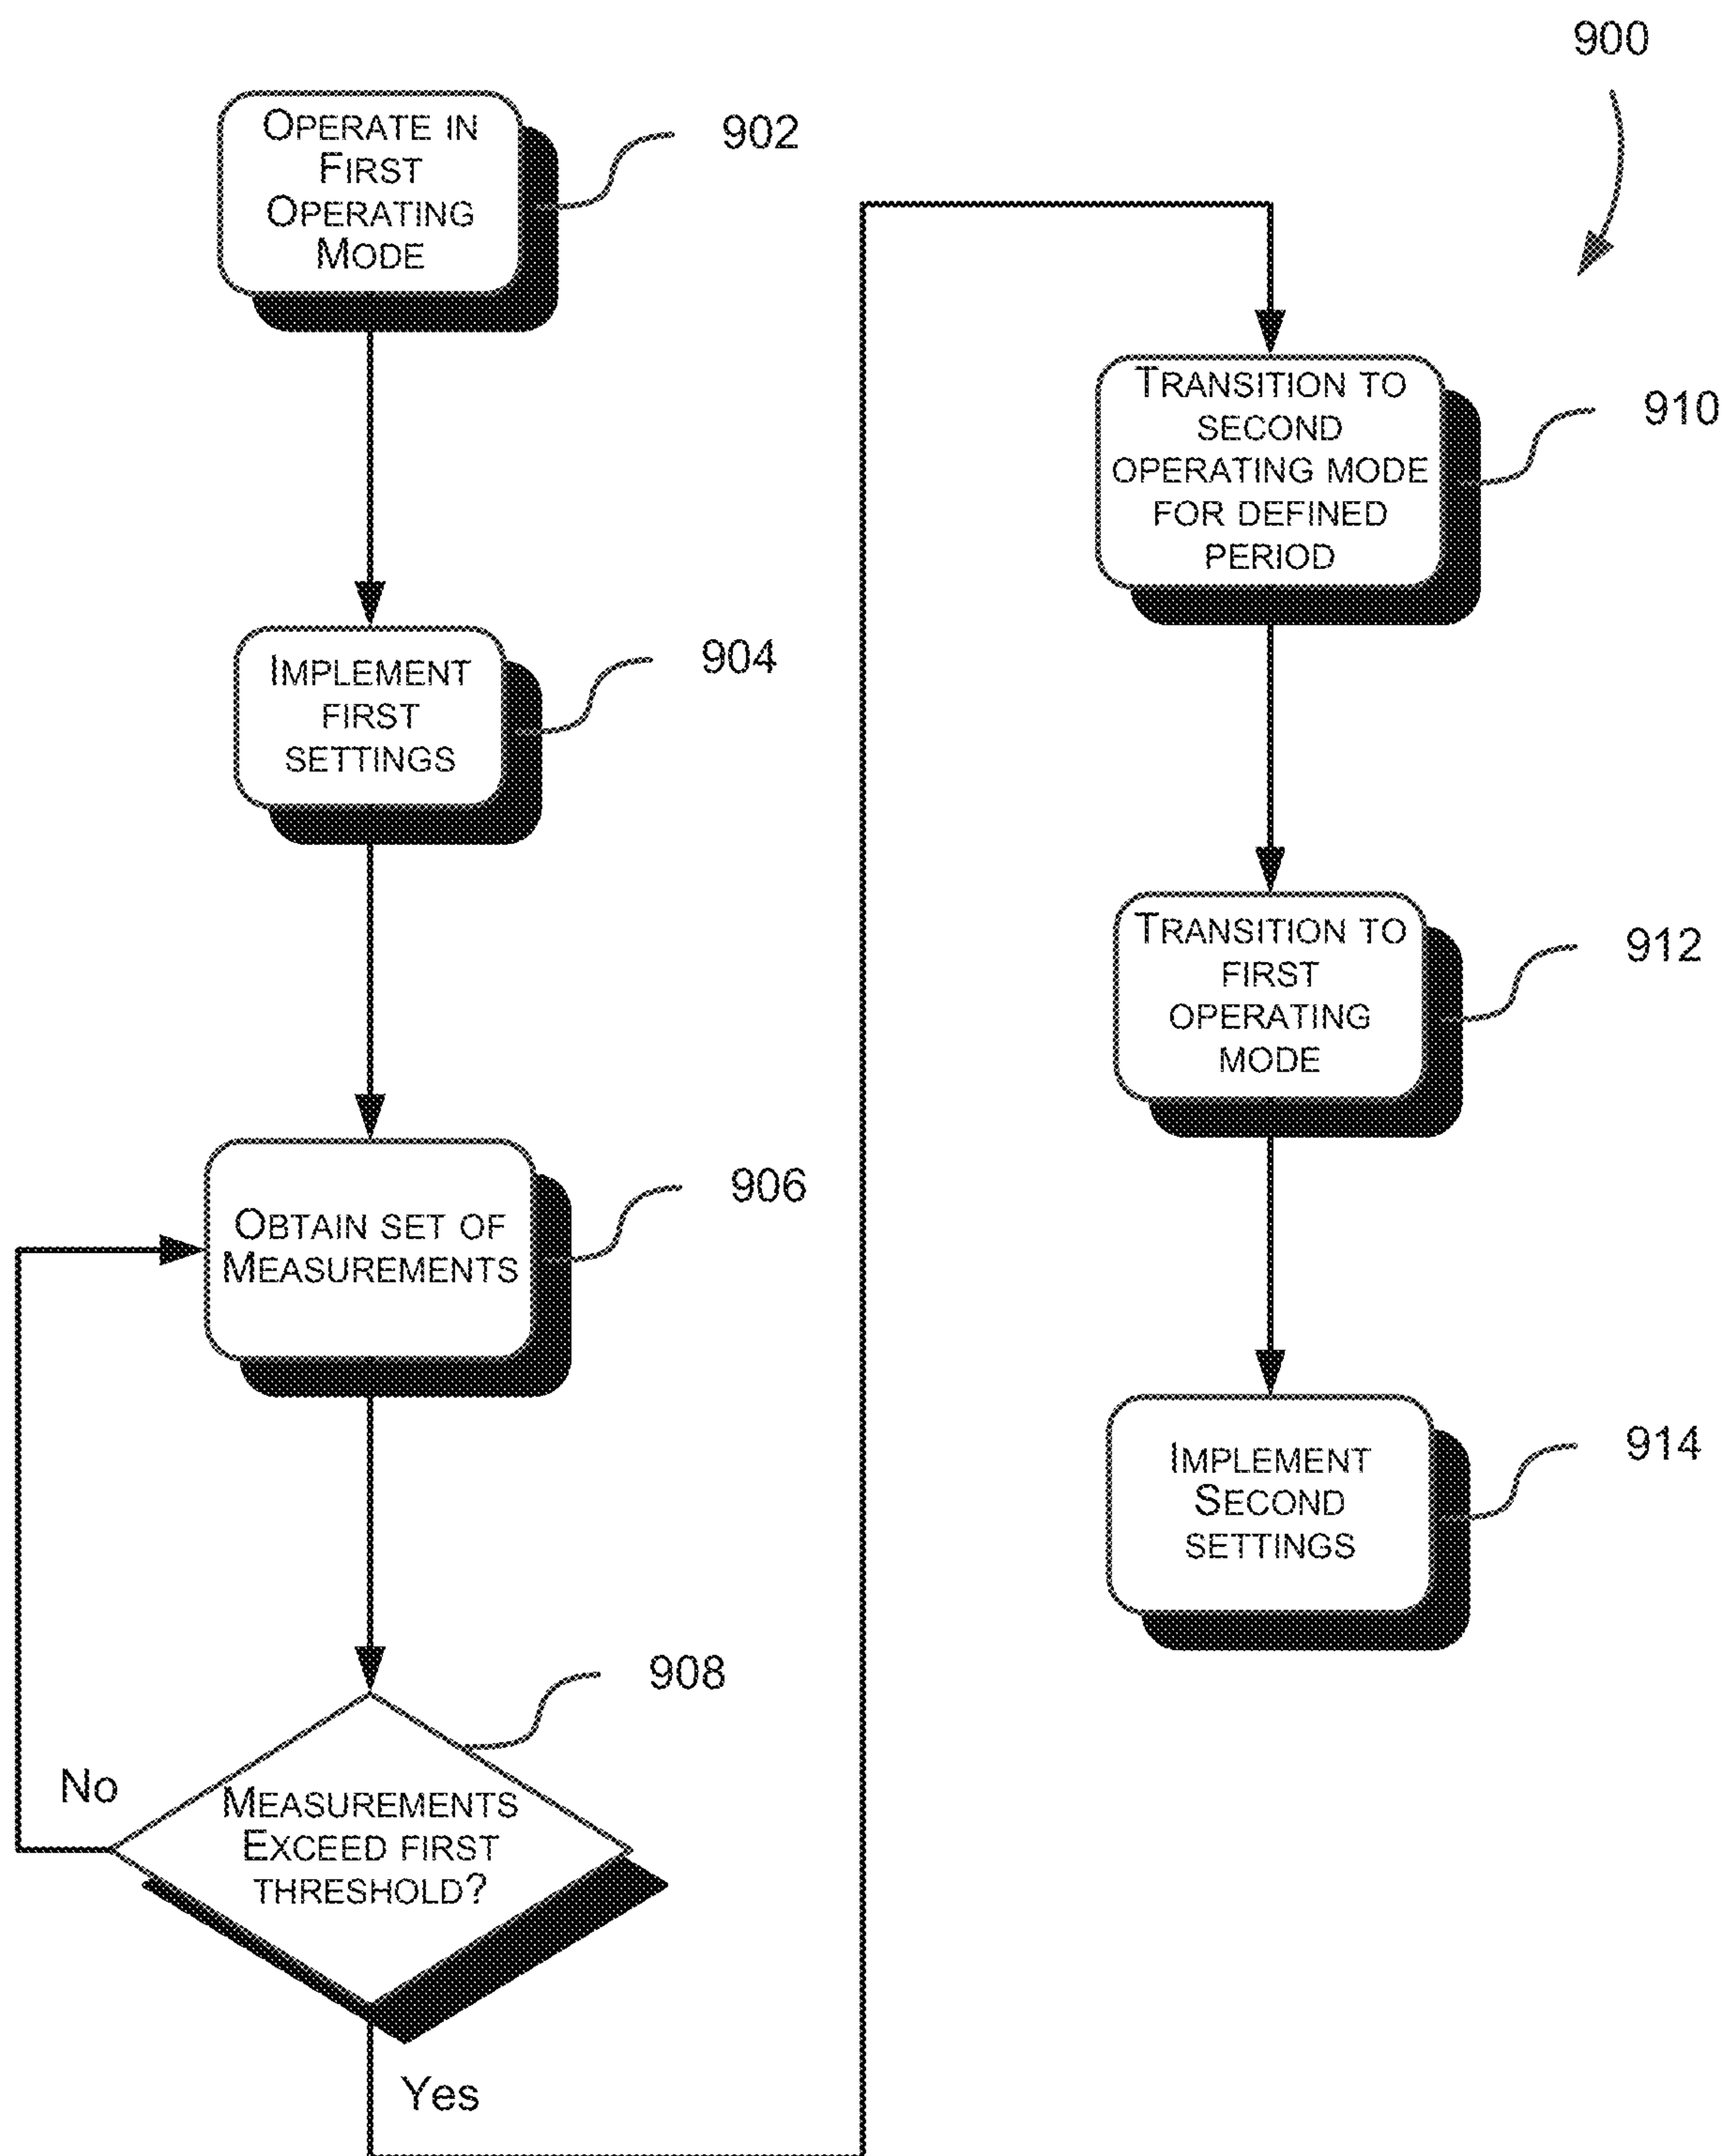 900
OPERATE IN
FIRST
OPERATING
MODE
902
IMPLEMENT
FIRST
SETTINGS
904
OBTAIN SET OF
MEASUREMENTS
906
MEASUREMENTS
EXCEED FIRST
THRESHOLD?
908
No
Yes
TRANSITION TO
SECOND
OPERATING MODE
FOR DEFINED
PERIOD
910
TRANSITION TO
FIRST
OPERATING
MODE
912
IMPLEMENT
SECOND
SETTINGS
914